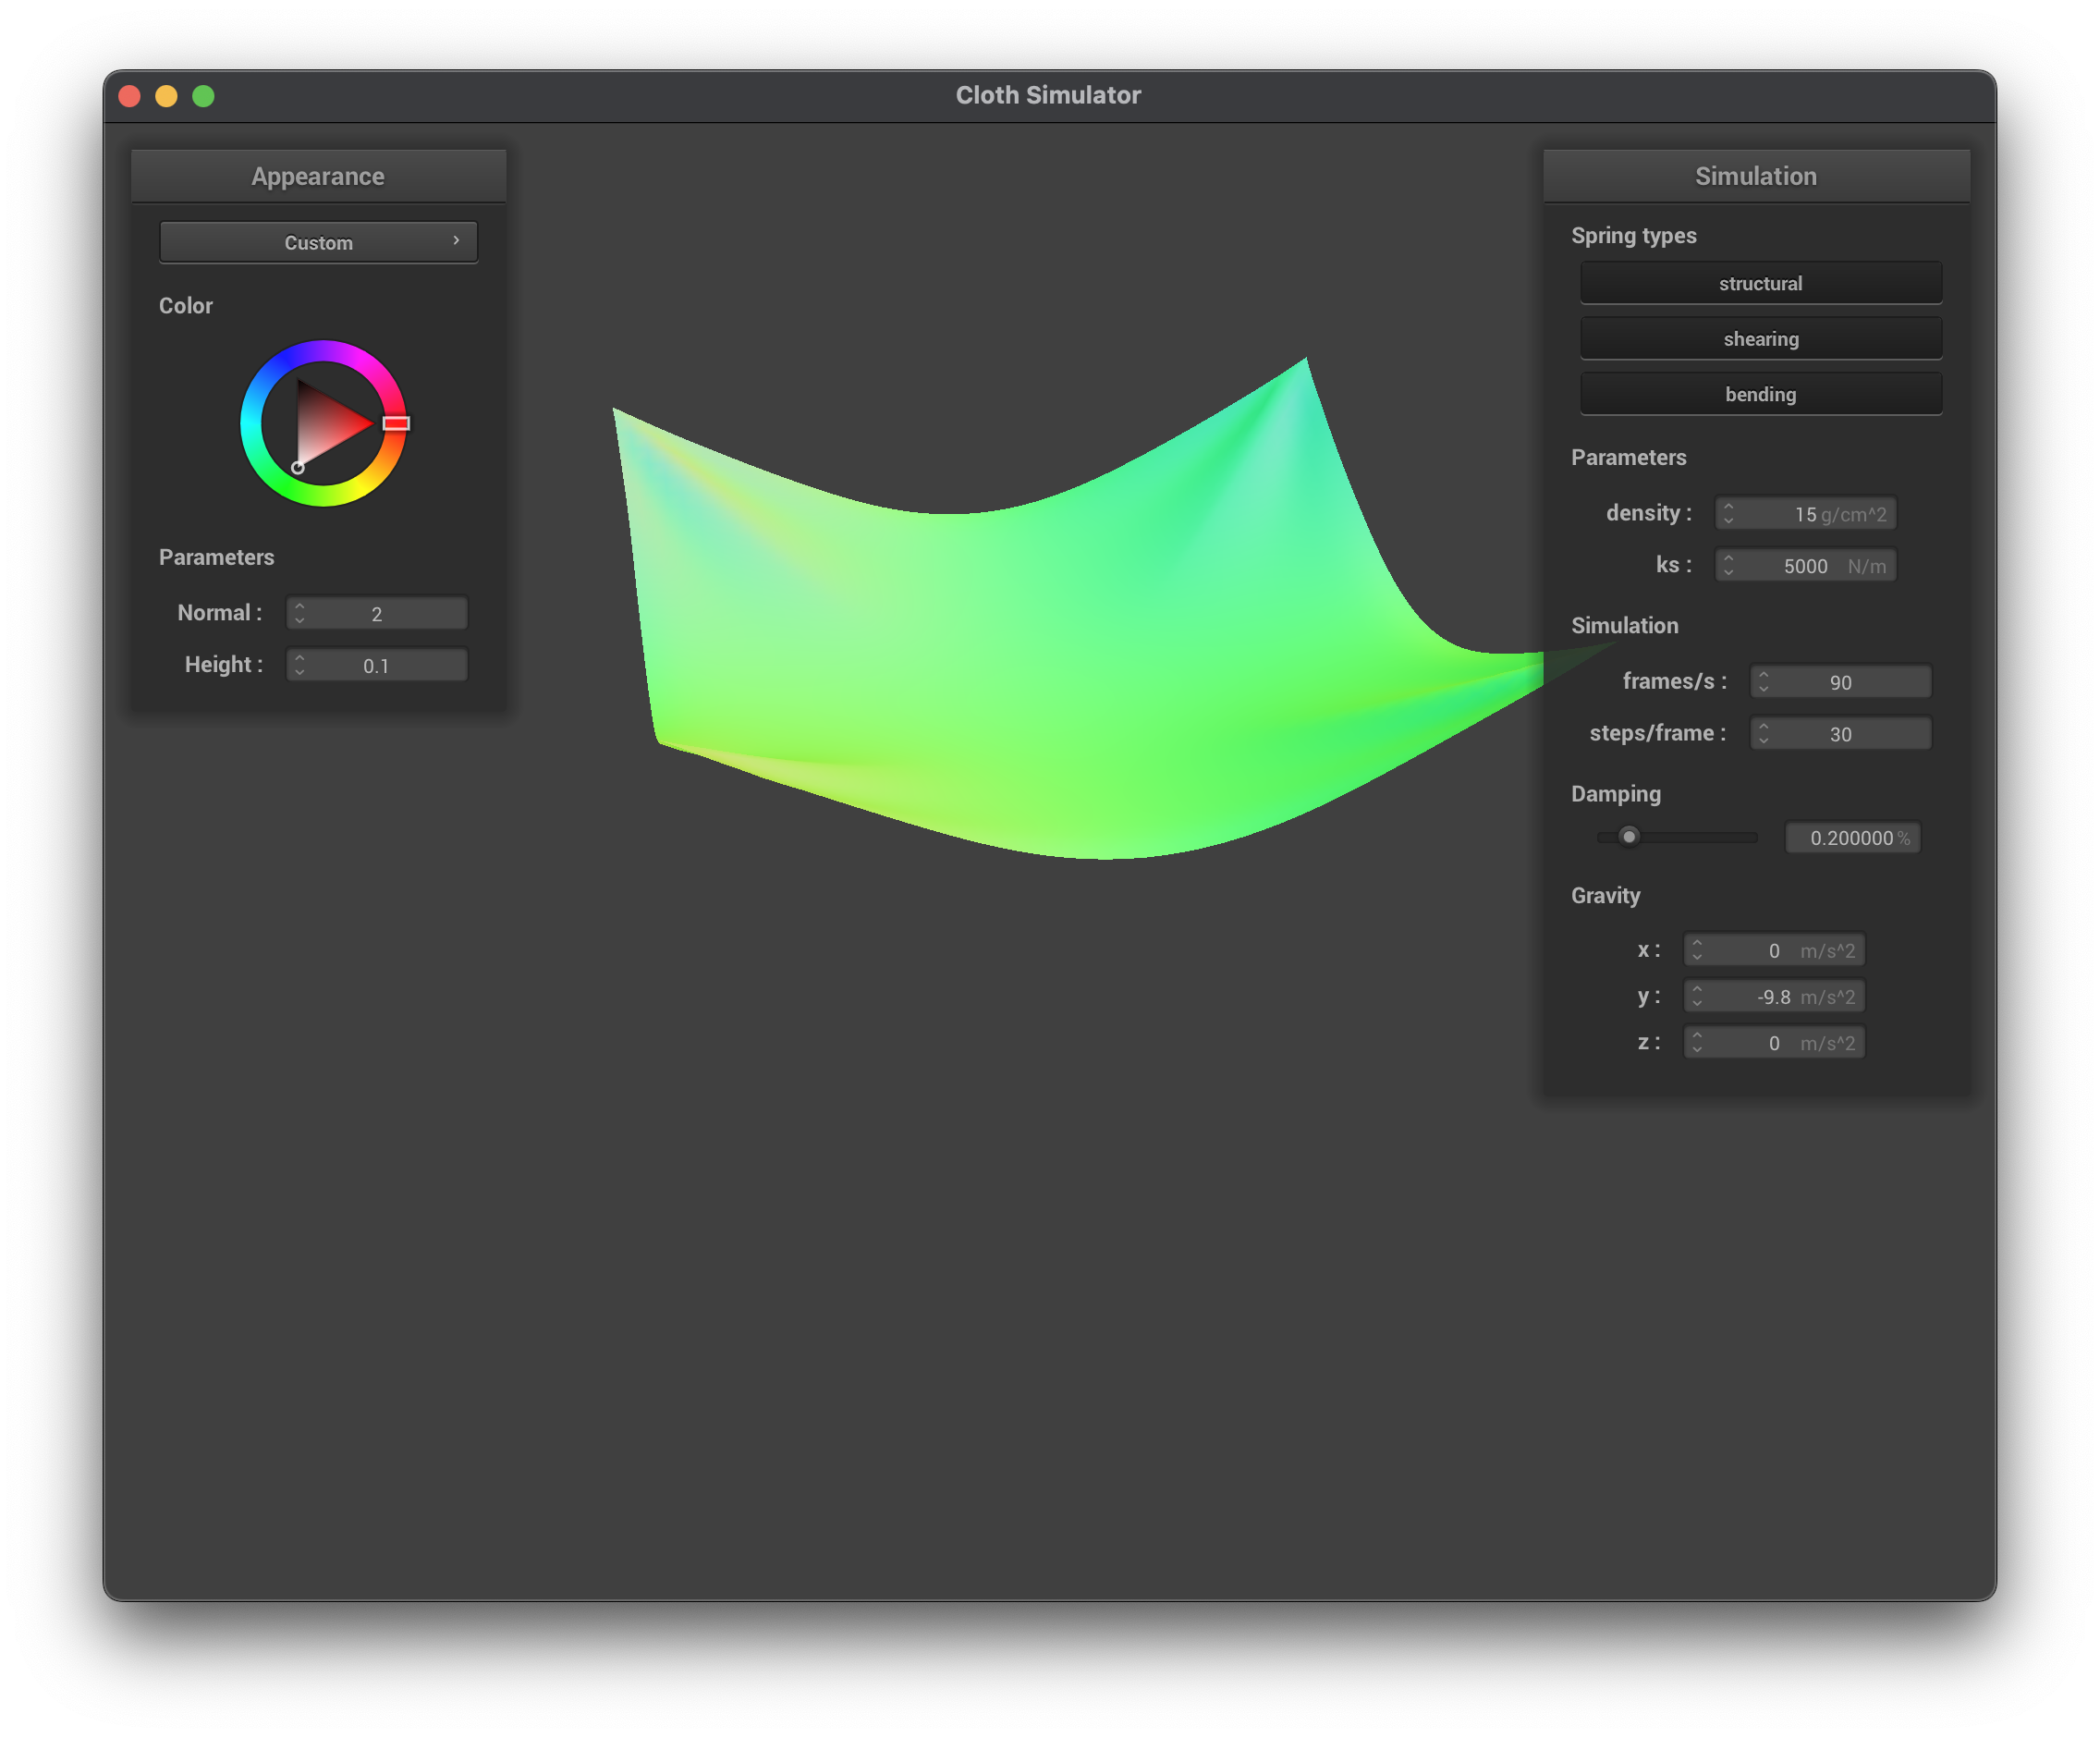 Cloth Simulator
Appearance
Custom
Color
Parameters
Normal : 2
Height : 0.1
Simulation
Spring types
structural
shearing
bending
Parameters
density : 15 g/cm^2
ks : 5000 N/m
Simulation
frames/s : 90
steps/frame : 30
Damping
0.200000 %
Gravity
x : 0 m/s^2
y : -9.8 m/s^2
z : 0 m/s^2